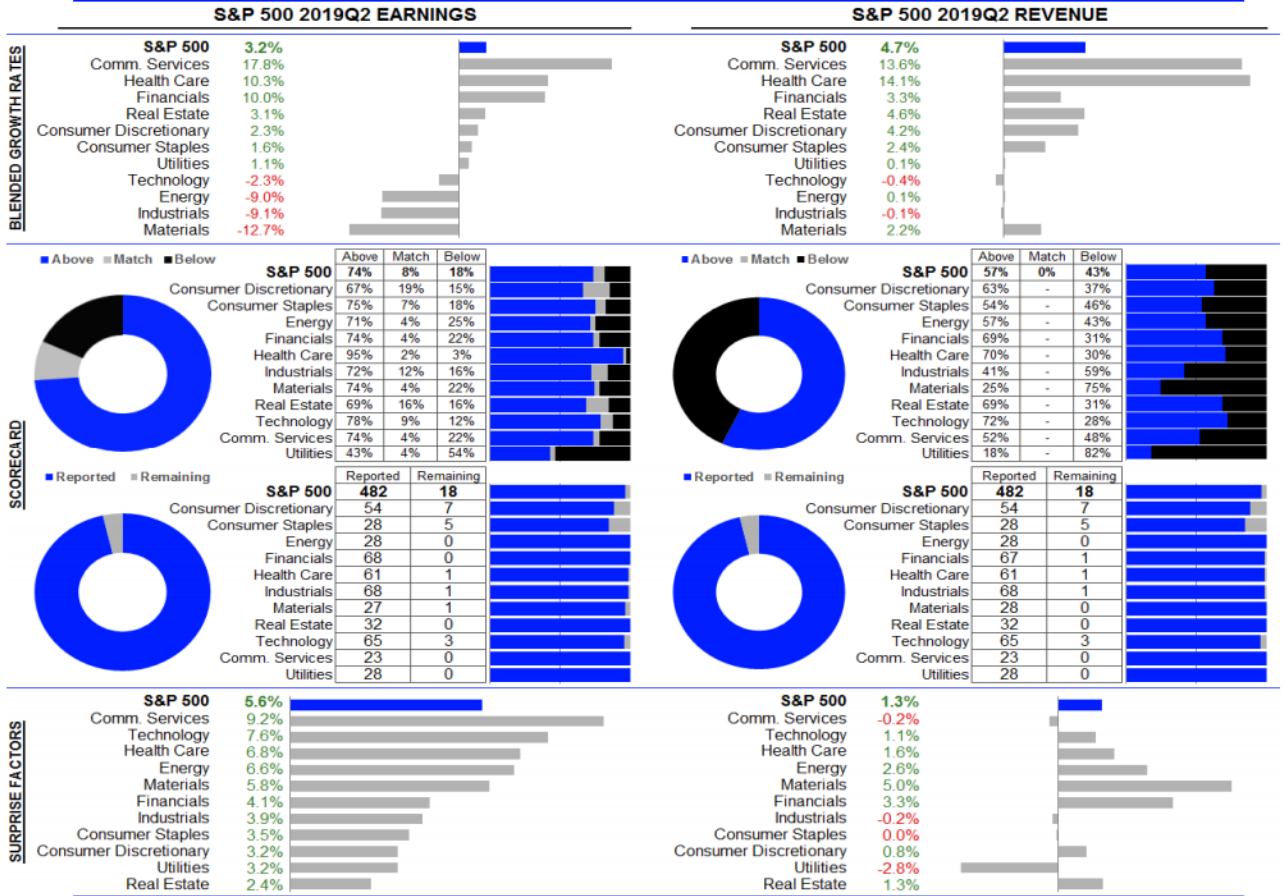 S&P 500 2019Q2 EARNINGS
S&P 500 2019Q2 REVENUE
BLENDED GROWTH RATES
S&P 500 3.2%
Comm. Services 17.8%
Health Care 10.3%
Financials 10.0%
Real Estate 3.1%
Consumer Discretionary 2.3%
Consumer Staples 1.6%
Utilities 1.1%
Technology -2.3%
Energy -9.0%
Industrials -9.1%
Materials -12.7%
S&P 500 4.7%
Comm. Services 13.6%
Health Care 14.1%
Financials 3.3%
Real Estate 4.6%
Consumer Discretionary 4.2%
Consumer Staples 2.4%
Utilities 0.1%
Technology -0.4%
Energy 0.1%
Industrials -0.1%
Materials 2.2%
SCORECARD
Above Match Below
Above Match Below
S&P 500 74% 8% 18%
Consumer Discretionary 67% 19% 15%
Consumer Staples 75% 7% 18%
Energy 71% 4% 25%
Financials 74% 4% 22%
Health Care 95% 2% 3%
Industrials 72% 12% 16%
Materials 74% 4% 22%
Real Estate 69% 16% 16%
Technology 78% 9% 12%
Comm. Services 74% 4% 22%
Utilities 43% 4% 54%
Above Match Below
Above Match Below
S&P 500 57% 0% 43%
Consumer Discretionary 63% - 37%
Consumer Staples 54% - 46%
Energy 57% - 43%
Financials 69% - 31%
Health Care 70% - 30%
Industrials 41% - 59%
Materials 25% - 75%
Real Estate 69% - 31%
Technology 72% - 28%
Comm. Services 52% - 48%
Utilities 18% - 82%
Reported Remaining
Reported Remaining
S&P 500 482 18
Consumer Discretionary 54 7
Consumer Staples 28 5
Energy 28 0
Financials 68 0
Health Care 61 1
Industrials 68 1
Materials 27 1
Real Estate 32 0
Technology 65 3
Comm. Services 23 0
Utilities 28 0
Reported Remaining
Reported Remaining
S&P 500 482 18
Consumer Discretionary 54 7
Consumer Staples 28 5
Energy 28 0
Financials 67 1
Health Care 61 1
Industrials 68 1
Materials 28 0
Real Estate 32 0
Technology 65 3
Comm. Services 23 0
Utilities 28 0
SURPRISE FACTORS
S&P 500 5.6%
Comm. Services 9.2%
Technology 7.6%
Health Care 6.8%
Energy 6.6%
Materials 5.8%
Financials 4.1%
Industrials 3.9%
Consumer Staples 3.5%
Consumer Discretionary 3.2%
Utilities 3.2%
Real Estate 2.4%
S&P 500 1.3%
Comm. Services -0.2%
Technology 1.1%
Health Care 1.6%
Energy 2.6%
Materials 5.0%
Financials 3.3%
Industrials -0.2%
Consumer Staples 0.0%
Consumer Discretionary 0.8%
Utilities -2.8%
Real Estate 1.3%